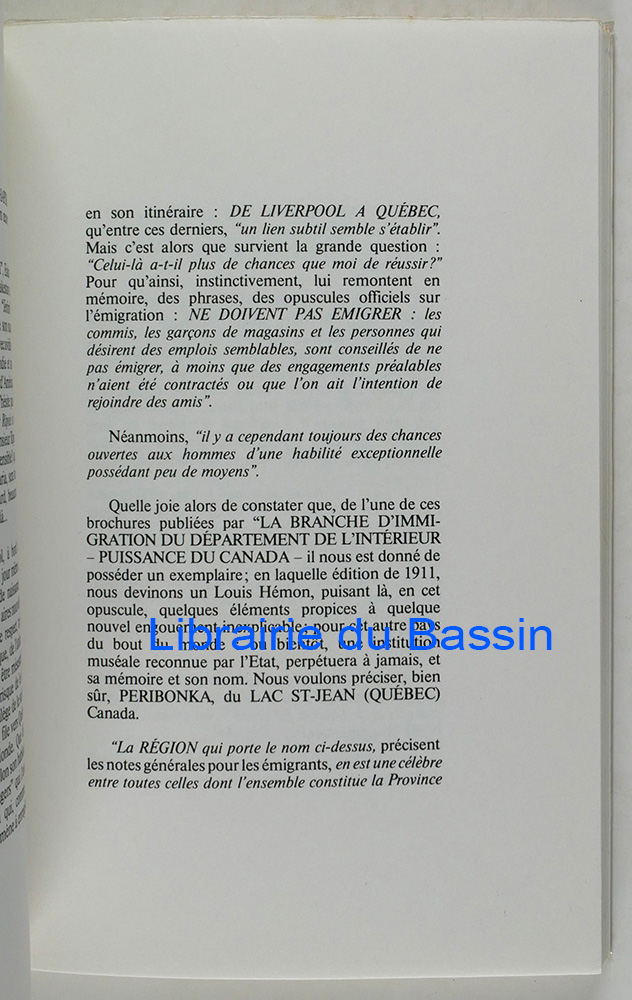 en son itinéraire : DE LIVERPOOL A QUÉBEC,
qu'entre ces derniers, “un lien subtil semble s'établir”.
Mais c'est alors que survient la grande question :
“Celui-là a-t-il plus de chances que moi de réussir?”
Pour qu'ainsi, instinctivement, lui remontent en
mémoire, des phrases, des opuscules officiels sur
l'émigration : NE DOIVENT PAS EMIGRER : les
commis, les garçons de magasins et les personnes qui
désirent des emplois semblables, sont conseillés de ne
pas émigrer, à moins que des engagements préalables
n'aient été contractés ou que l'on ait l'intention de
rejoindre des amis”.
Néanmoins, “il y a cependant toujours des chances
ouvertes aux hommes d'une habilité exceptionnelle
possédant peu de moyens”.
Quelle joie alors de constater que, de l'une de ces
brochures publiées par “LA BRANCHE D'IMMI-
GRATION DU DÉPARTEMENT DE L'INTÉRIEUR
– PUISSANCE DU CANADA – il nous est donné de
posséder un exemplaire; en laquelle édition de 1911,
nous devinons un Louis Hémon, puisant là, en cet
opuscule, quelques éléments propices à quelque
nouvel engouement inexplicable; pour cet autre pays
du bout du monde où bientôt, une institution
muséale reconnue par l'Etat, perpétuera à jamais, et
sa mémoire et son nom. Nous voulons préciser, bien
sûr, PERIBONKA, du LAC ST-JEAN (QUÉBEC)
Canada.
“La RÉGION qui porte le nom ci-dessus, précisent
les notes générales pour les émigrants, en est une célèbre
entre toutes celles dont l'ensemble constitue la Province
Librairie du Bassin